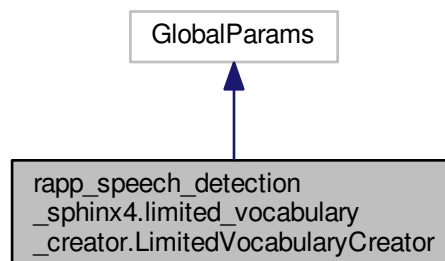 GlobalParams
rapp_speech_detection
_sphinx4.limited_vocabulary
_creator.LimitedVocabularyCreator